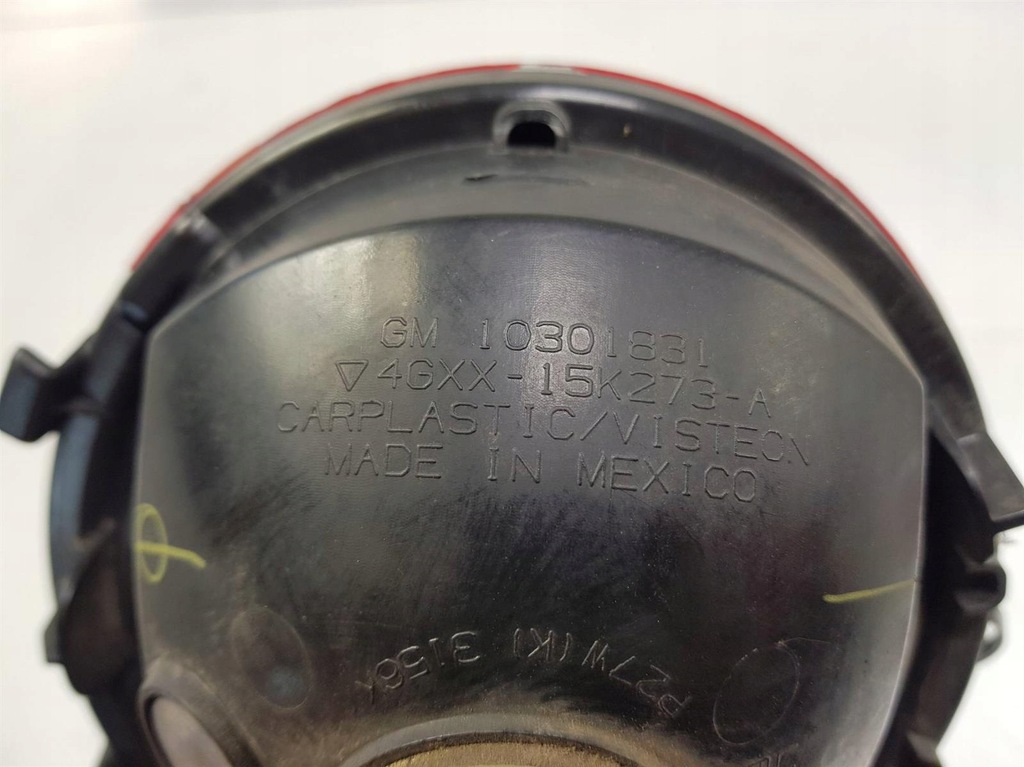 GM 10301831
▽4GXX-15K273-A
CARPLASTIC/VISTEON
MADE IN MEXICO
P27W(K) 3156K